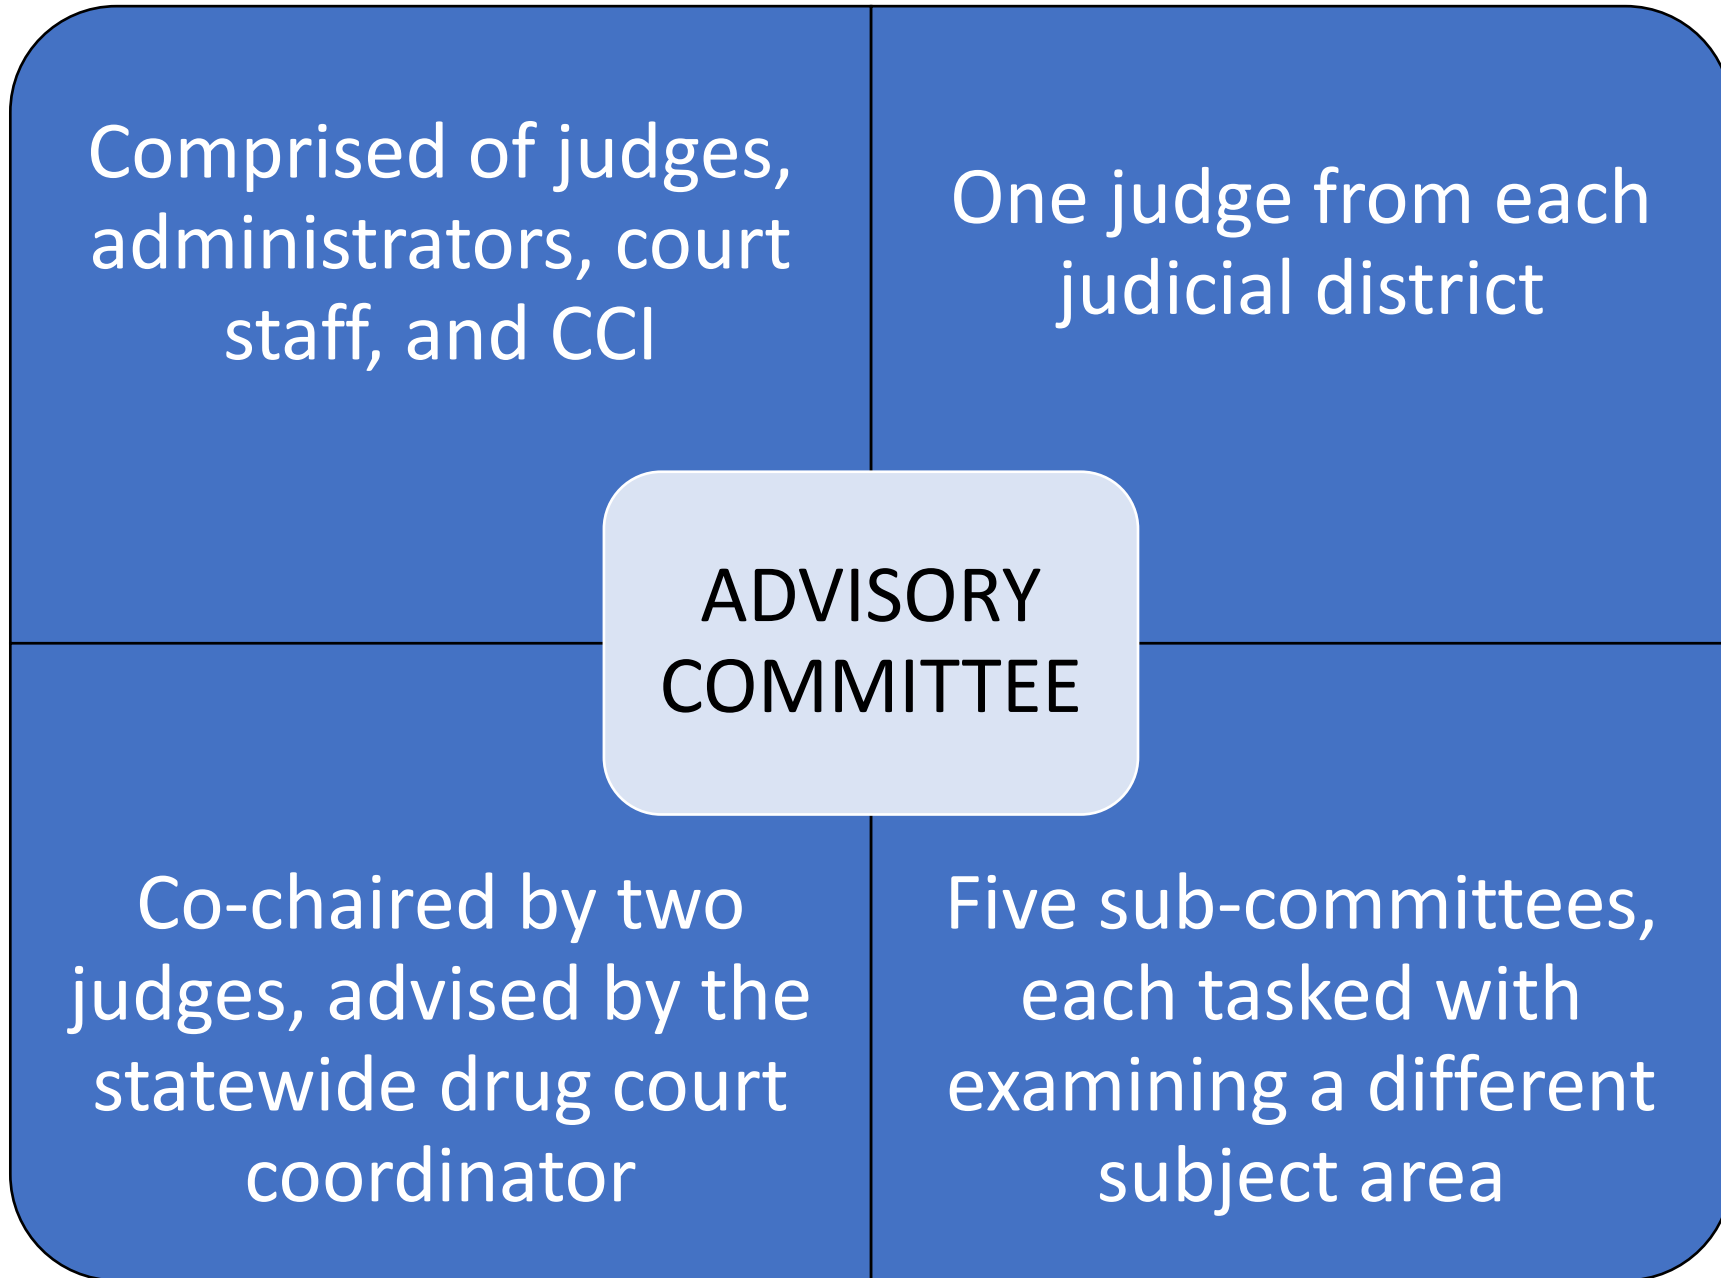 Comprised of judges,
administrators, court
staff, and CCI
One judge from each
judicial district
ADVISORY
COMMITTEE
Co-chaired by two
judges, advised by the
statewide drug court
coordinator
Five sub-committees,
each tasked with
examining a different
subject area